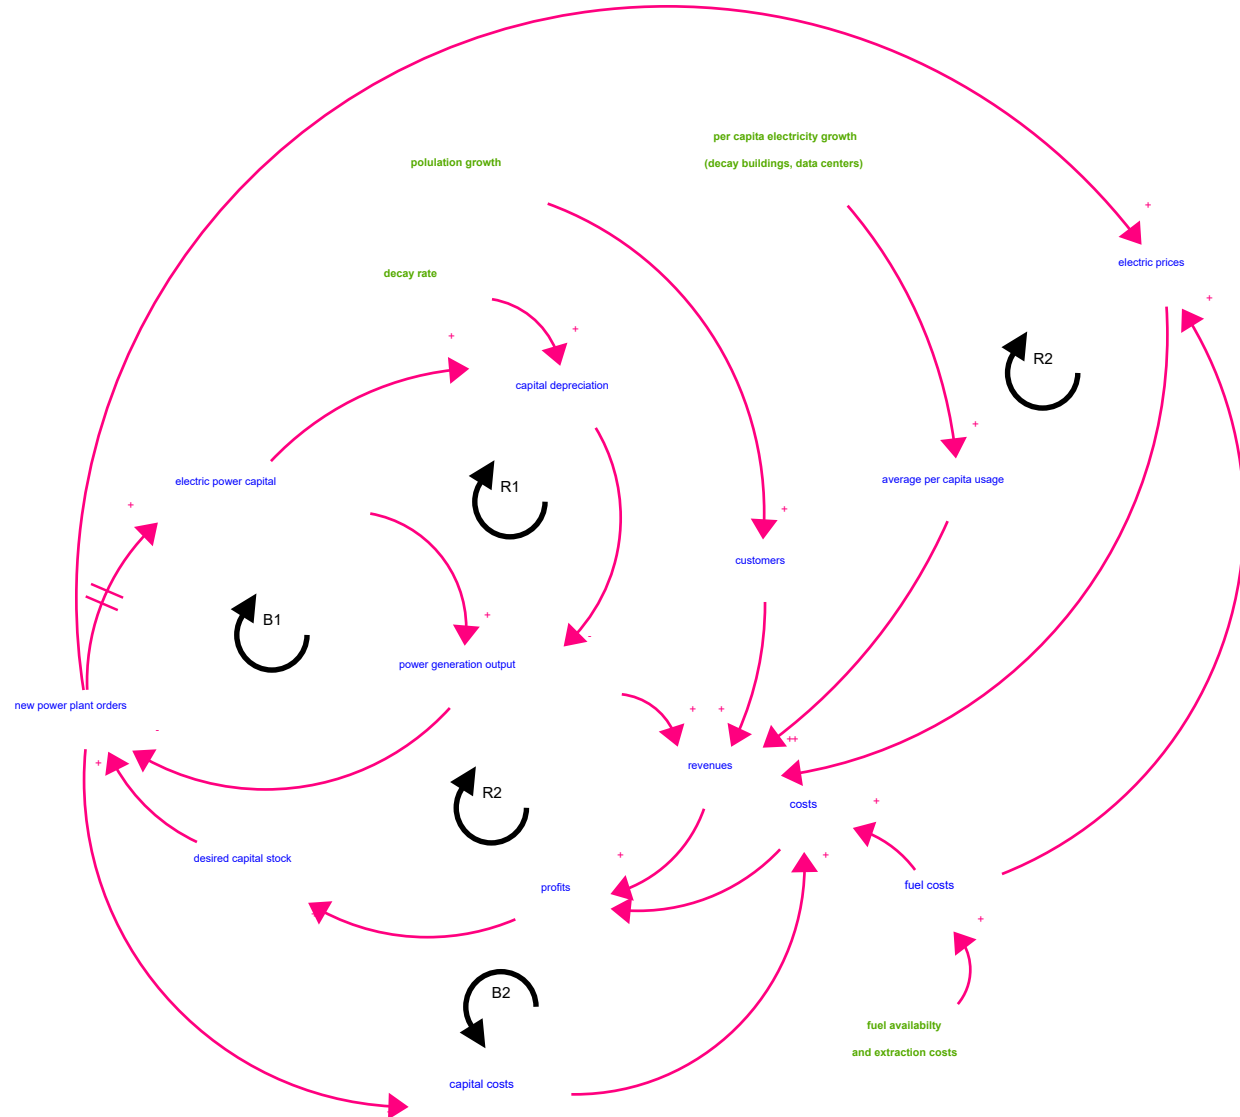 per capita electricity growth
(decay buildings, data centers)
polulation growth
+
electric prices
decay rate
+
+
+
R2
capital depreciation
+
electric power capital
average per capita usage
R1
+
+
customers
+
B1
-
power generation output
new power plant orders
+
+
-
++
+
revenues
R2
costs
+
+
+
desired capital stock
profits
fuel costs
+
B2
fuel availabilty
and extraction costs
capital costs